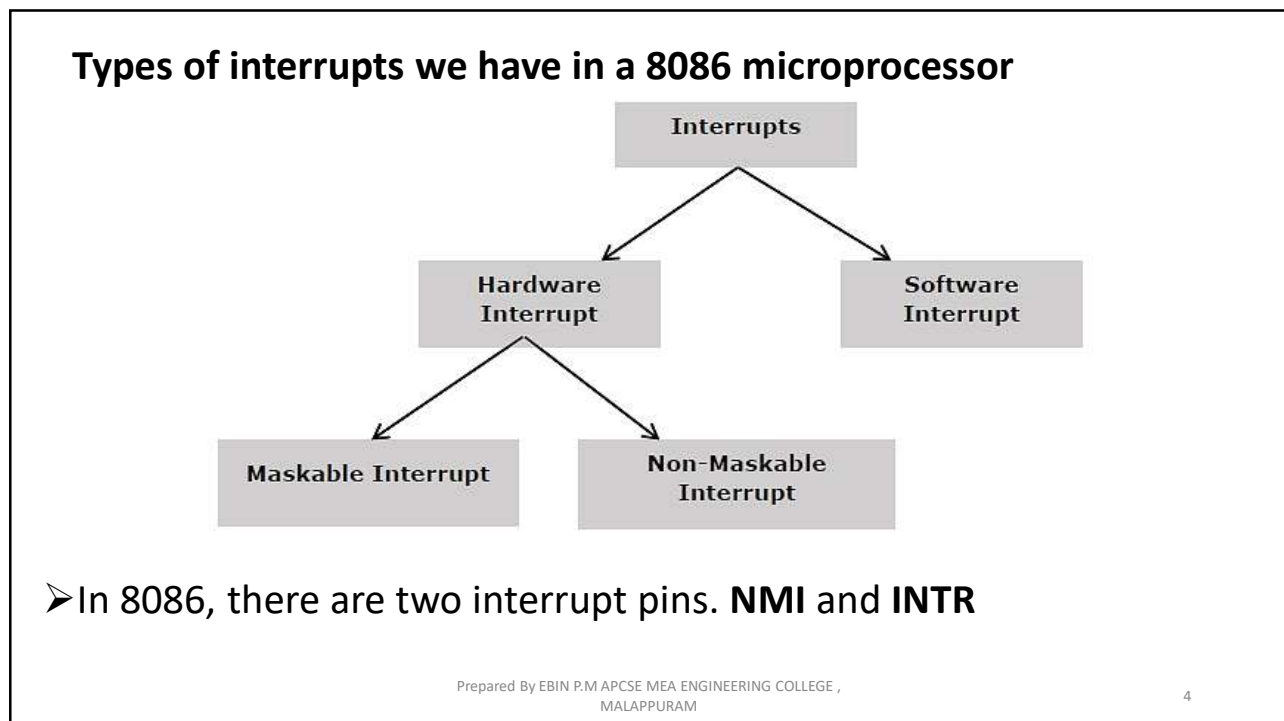 Types of interrupts we have in a 8086 microprocessor
Interrupts
Hardware
Interrupt
Software
Interrupt
Maskable Interrupt
Non-Maskable
Interrupt
➢In 8086, there are two interrupt pins. NMI and INTR
Prepared By EBIN P.M APCSE MEA ENGINEERING COLLEGE ,
MALAPPURAM
4